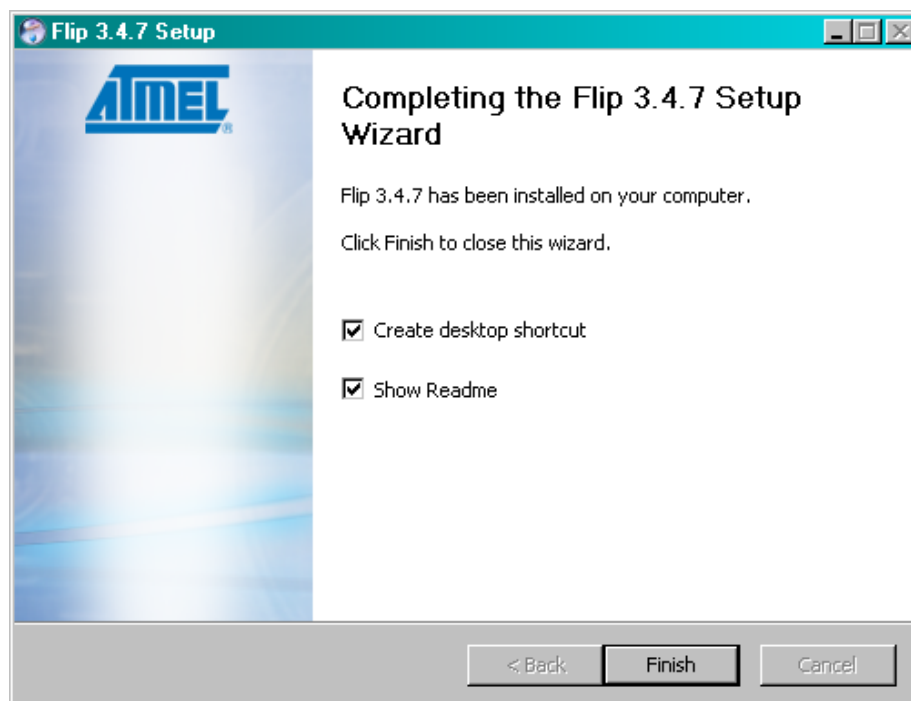 Flip 3.4.7 Setup
ATMEL®
Completing the Flip 3.4.7 Setup
Wizard
Flip 3.4.7 has been installed on your computer.
Click Finish to close this wizard.
Create desktop shortcut
Show Readme
< Back
Finish
Cancel